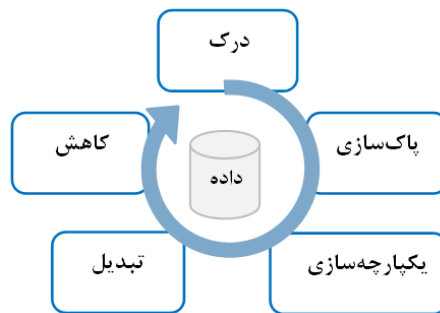 درک
پاک‌سازی
یکپارچه‌سازی
تبدیل
کاهش
داده